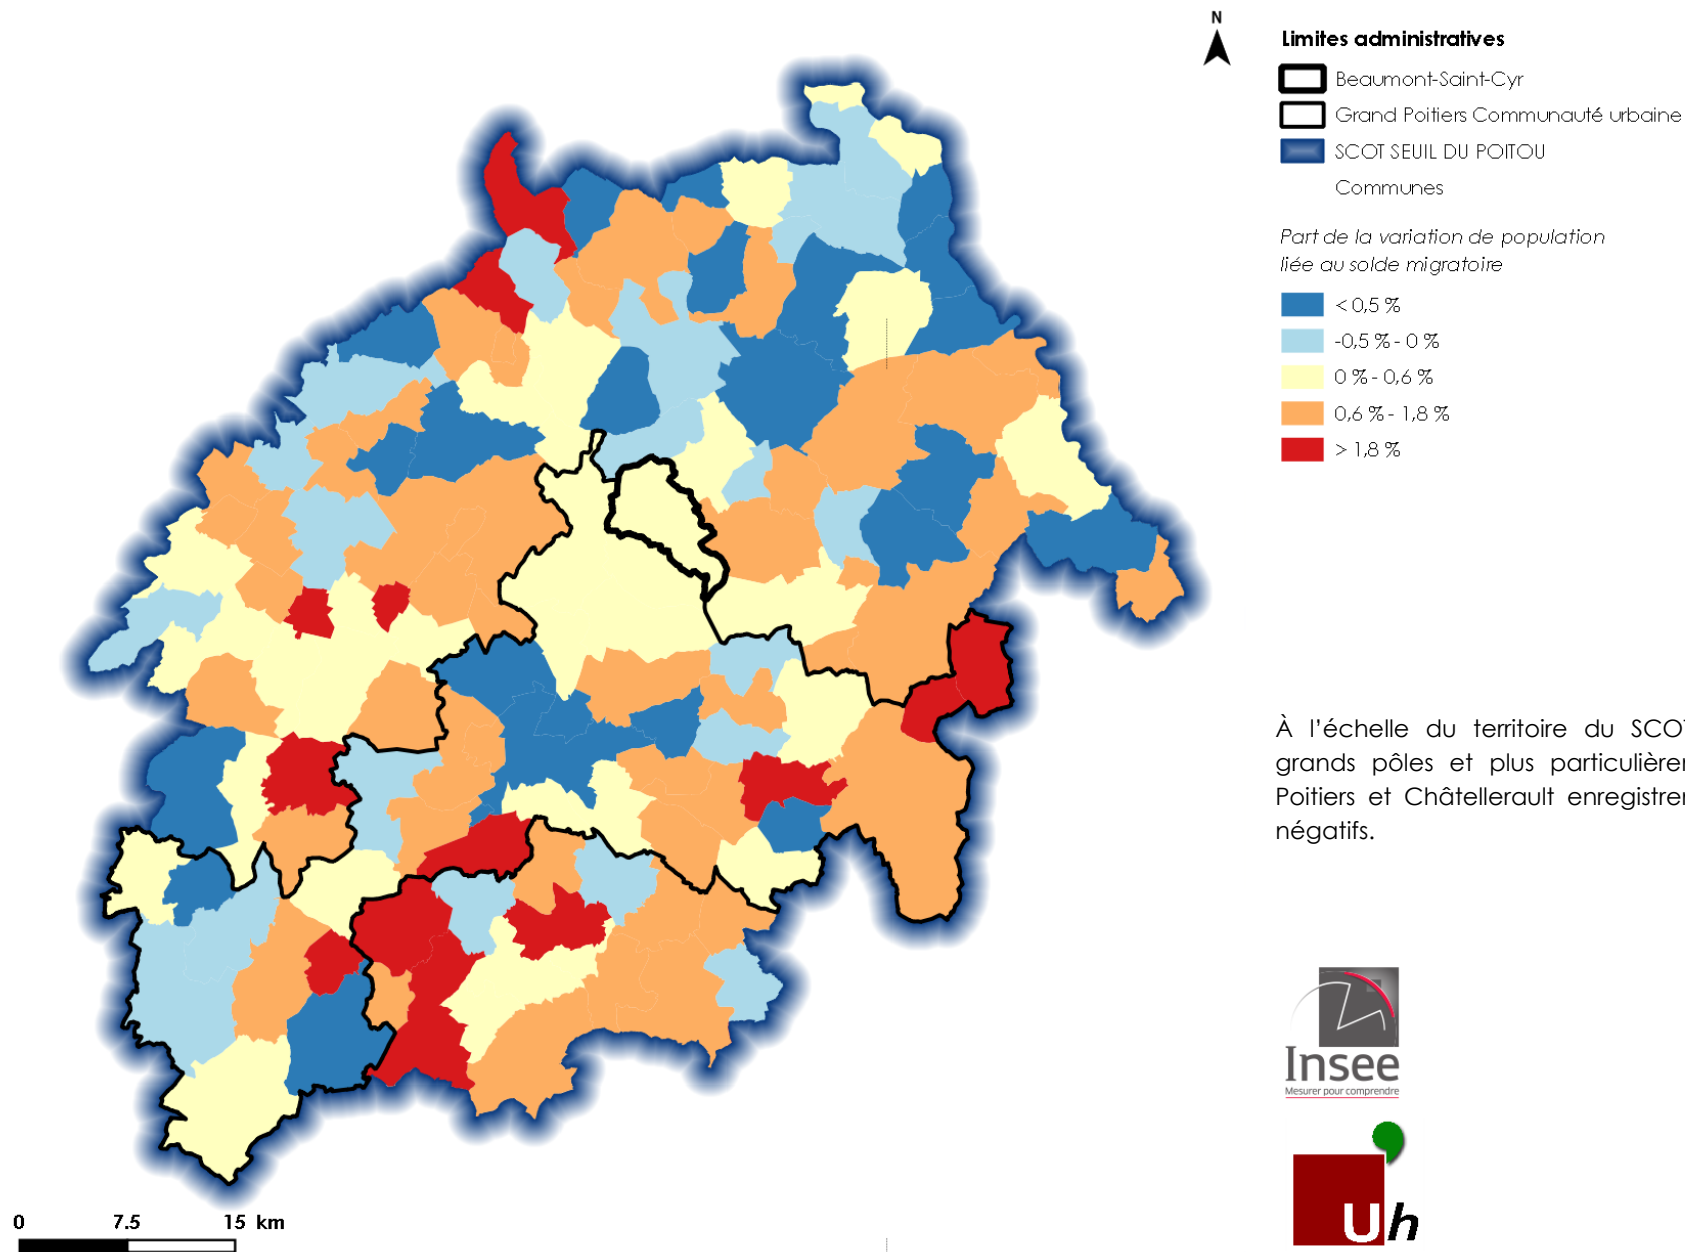 N
Limites administratives
Beaumont-Saint-Cyr
Grand Poitiers Communauté urbaine
SCOT SEUIL DU POITOU
Communes
Part de la variation de population
liée au solde migratoire
< 0,5 %
-0,5 % - 0 %
0 % - 0,6 %
0,6 % - 1,8 %
> 1,8 %
À l’échelle du territoire du SCOT
grands pôles et plus particulièrer
Poitiers et Châtellerault enregistrer
négatifs.
Insee
Mesurer pour comprendre
Uh
0 7.5 15 km